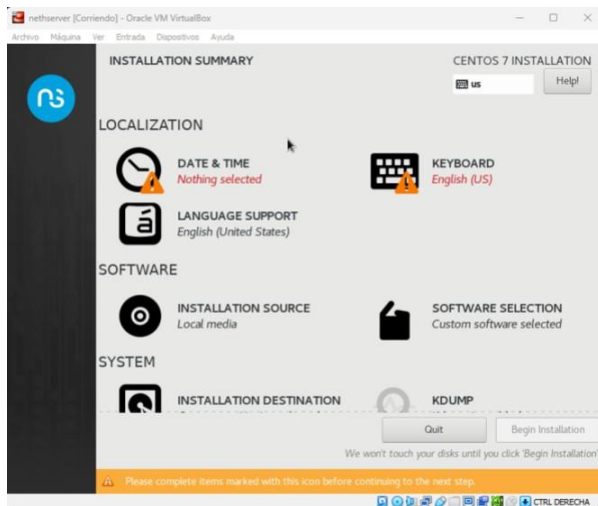 nethserver [Corriendo] - Oracle VM VirtualBox
Archivo Máquina Ver Entrada Dispositivos Ayuda
INSTALLATION SUMMARY
CENTOS 7 INSTALLATION
us
Help!
ns
LOCALIZATION
DATE & TIME
Nothing selected
KEYBOARD
English (US)
á
LANGUAGE SUPPORT
English (United States)
SOFTWARE
INSTALLATION SOURCE
Local media
SOFTWARE SELECTION
Custom software selected
SYSTEM
INSTALLATION DESTINATION
KDUMP
Quit
Begin Installation
We won't touch your disks until you click 'Begin Installation'
Please complete items marked with this icon before continuing to the next step.
CTRL DERECHA